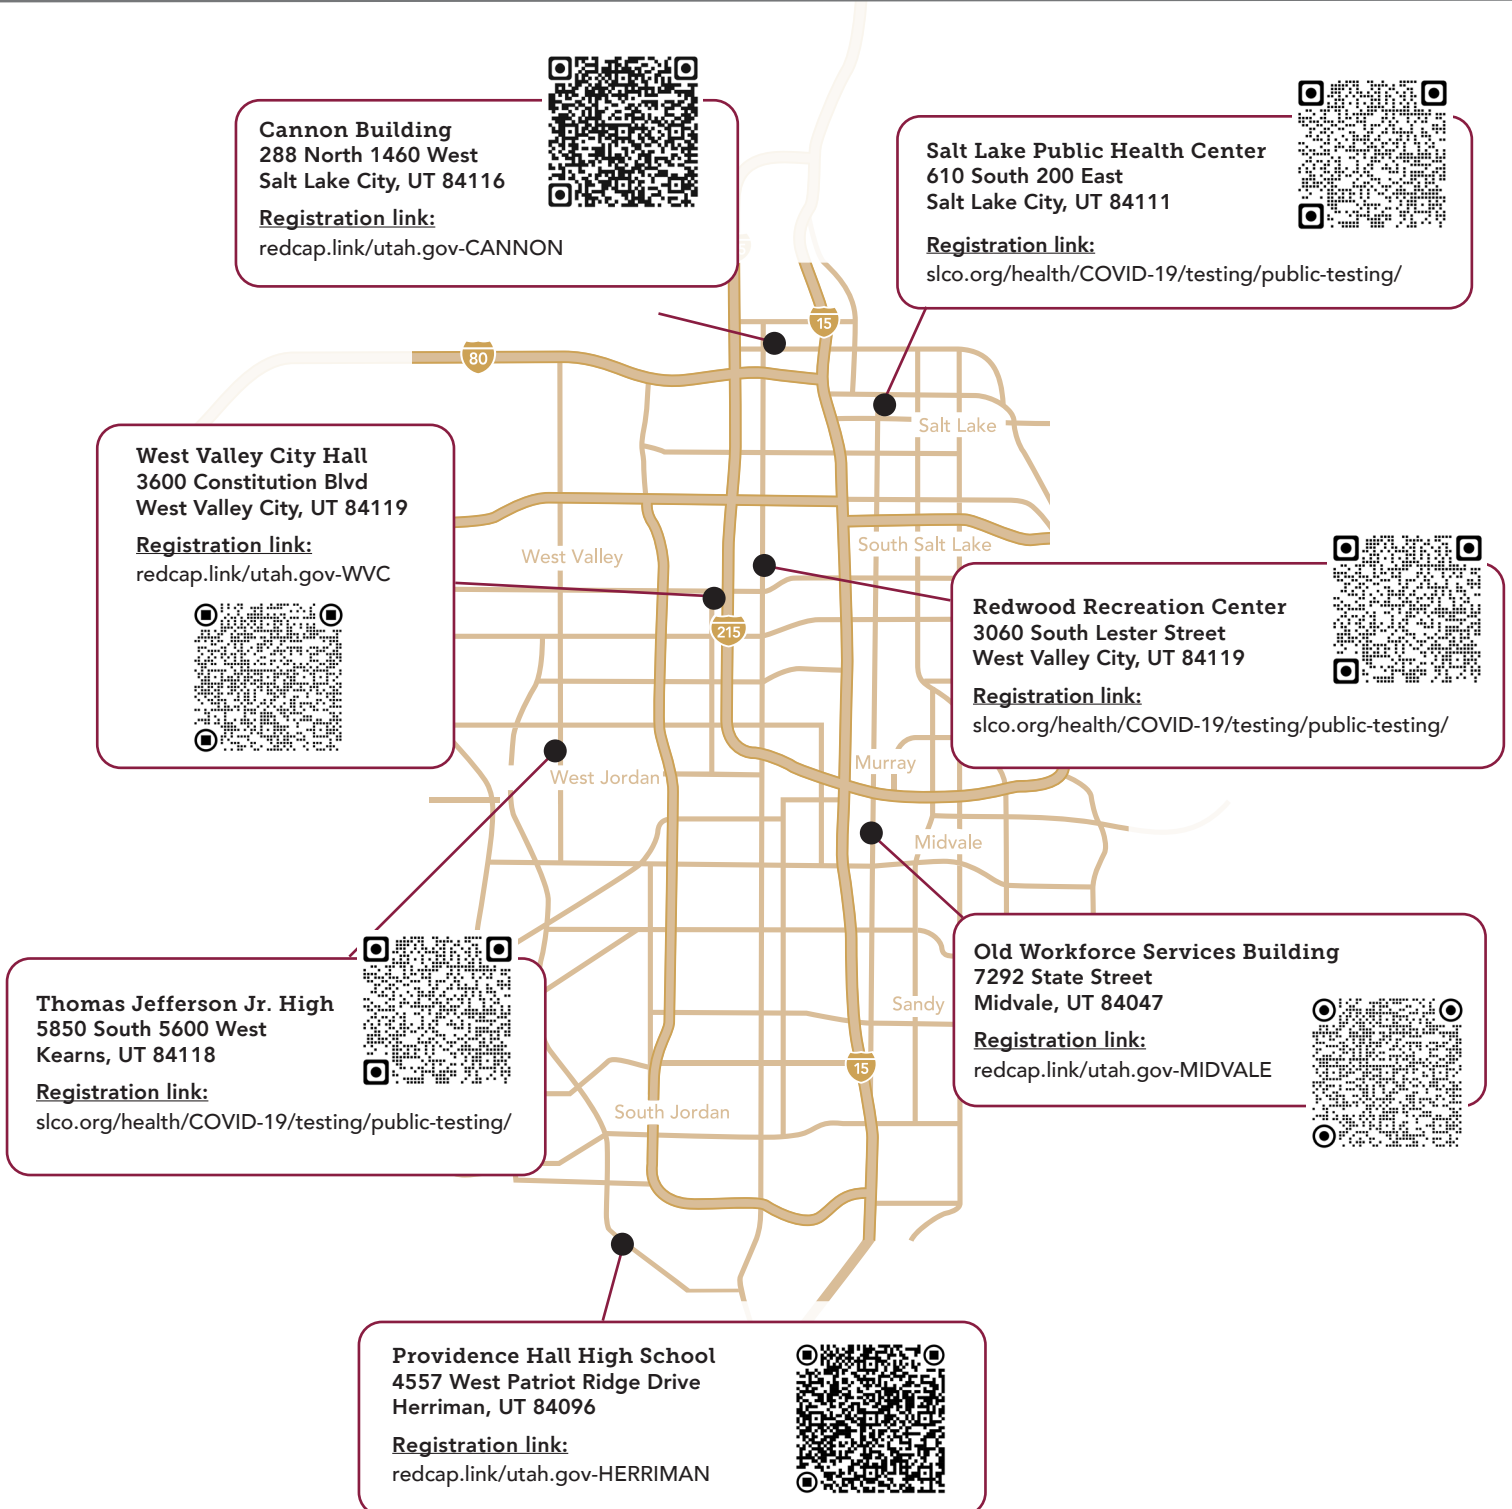 Cannon Building
288 North 1460 West
Salt Lake City, UT 84116
Registration link:
redcap.link/utah.gov-CANNON
Salt Lake Public Health Center
610 South 200 East
Salt Lake City, UT 84111
Registration link:
slco.org/health/COVID-19/testing/public-testing/
15
80
Salt Lake
West Valley City Hall
3600 Constitution Blvd
West Valley City, UT 84119
Registration link:
redcap.link/utah.gov-WVC
West Valley
South Salt Lake
215
Redwood Recreation Center
3060 South Lester Street
West Valley City, UT 84119
Registration link:
slco.org/health/COVID-19/testing/public-testing/
Murray
West Jordan
Midvale
Thomas Jefferson Jr. High
5850 South 5600 West
Kearns, UT 84118
Registration link:
slco.org/health/COVID-19/testing/public-testing/
Old Workforce Services Building
7292 State Street
Midvale, UT 84047
Registration link:
redcap.link/utah.gov-MIDVALE
Sandy
15
South Jordan
Providence Hall High School
4557 West Patriot Ridge Drive
Herriman, UT 84096
Registration link:
redcap.link/utah.gov-HERRIMAN